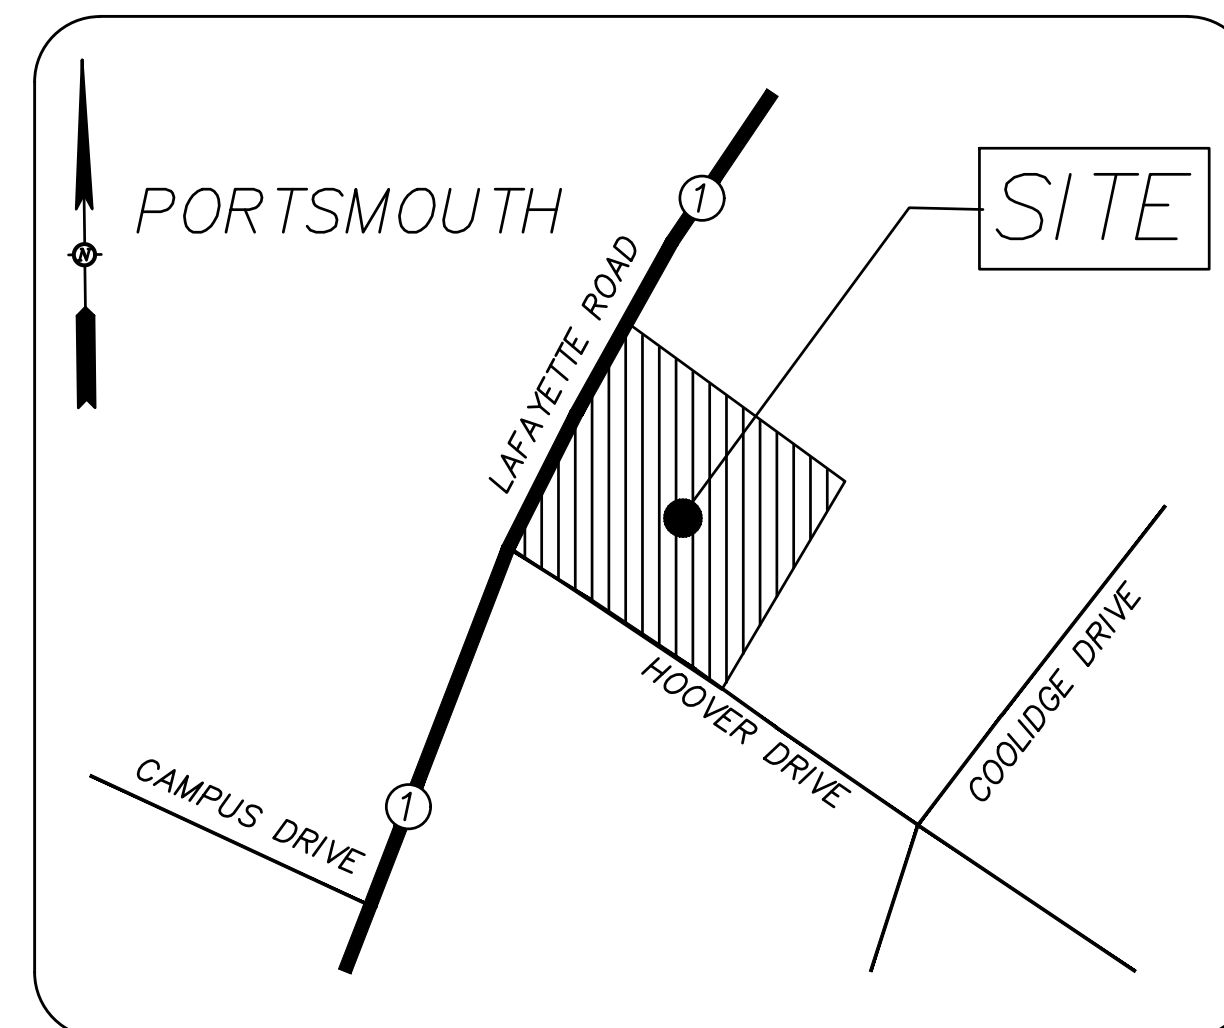 1
PORTSMOUTH
SITE
N
LAFAYETTE ROAD
HOOVER DRIVE
COOLIDGE DRIVE
CAMPUS DRIVE
1